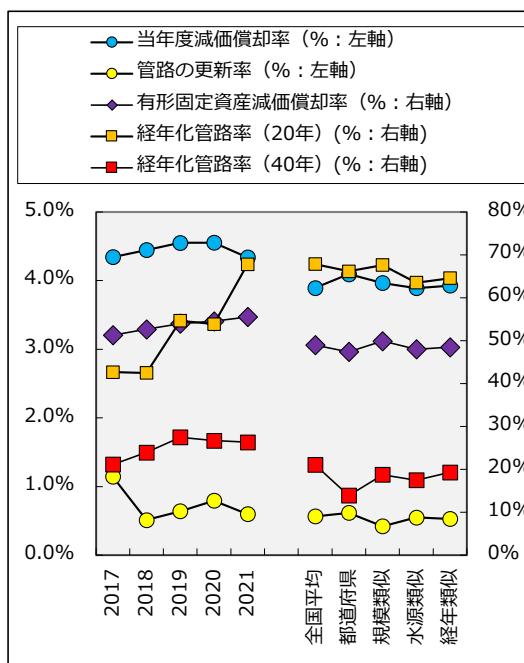 当年度減価償却率（%：左軸）
管路の更新率（%：左軸）
有形固定資産減価償却率（%：右軸）
経年化管路率（20年）(%：右軸)
経年化管路率（40年）(%：右軸)
5.0%
4.0%
3.0%
2.0%
1.0%
0.0%
80%
70%
60%
50%
40%
30%
20%
10%
0%
2017
2018
2019
2020
2021
全国平均
都道府県
規模類似
水源類似
経年類似